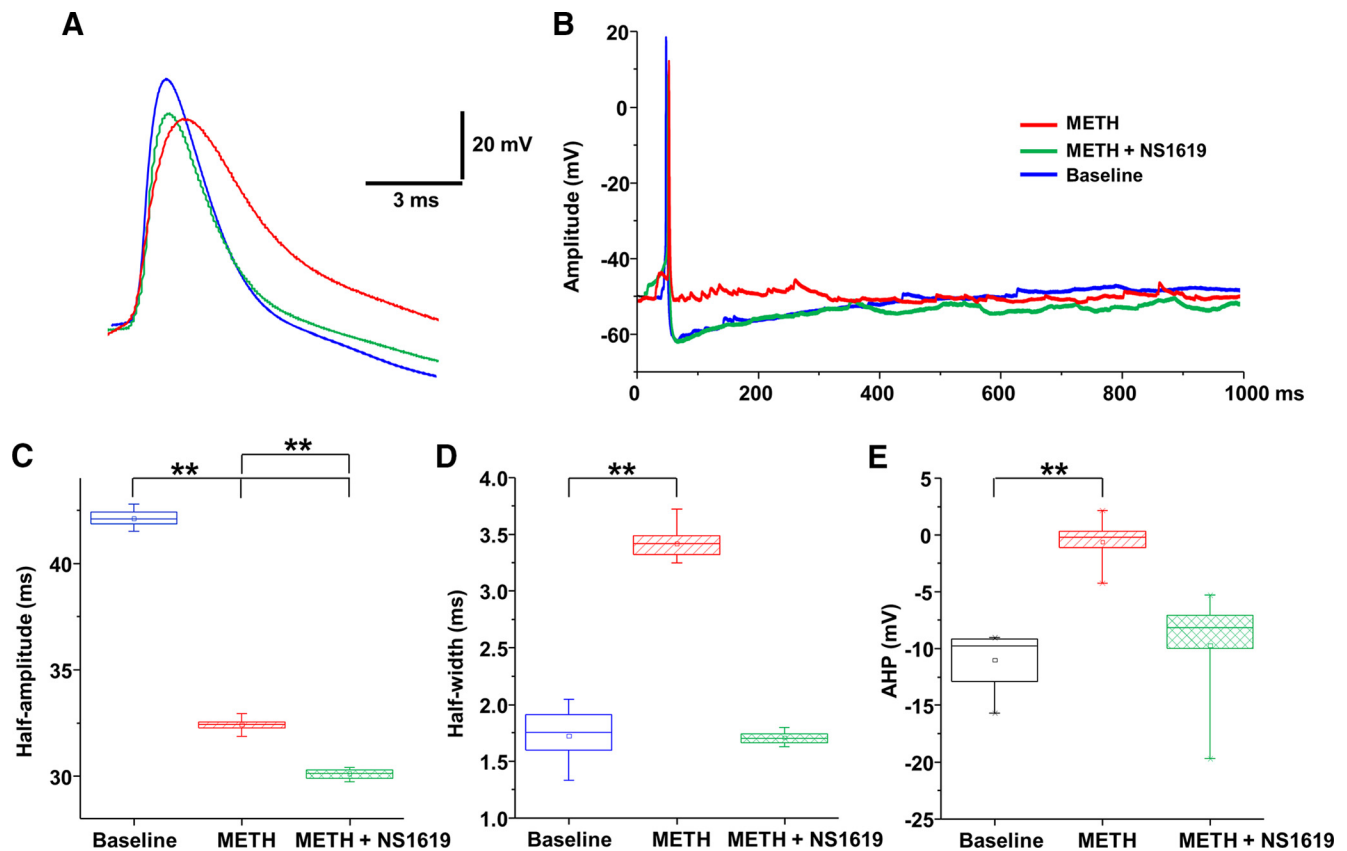 A
20 mV
3 ms
B
20
0
-20
-40
-60
Amplitude (mV)
METH
METH + NS1619
Baseline
0 200 400 600 800 1000 ms
C
**
**
40
35
30
Half-amplitude (ms)
Baseline METH METH + NS1619
D
**
4.0
3.5
3.0
2.5
2.0
1.5
1.0
Half-width (ms)
Baseline METH METH + NS1619
E
**
5
0
-5
-10
-15
-20
-25
AHP (mV)
Baseline METH METH + NS1619